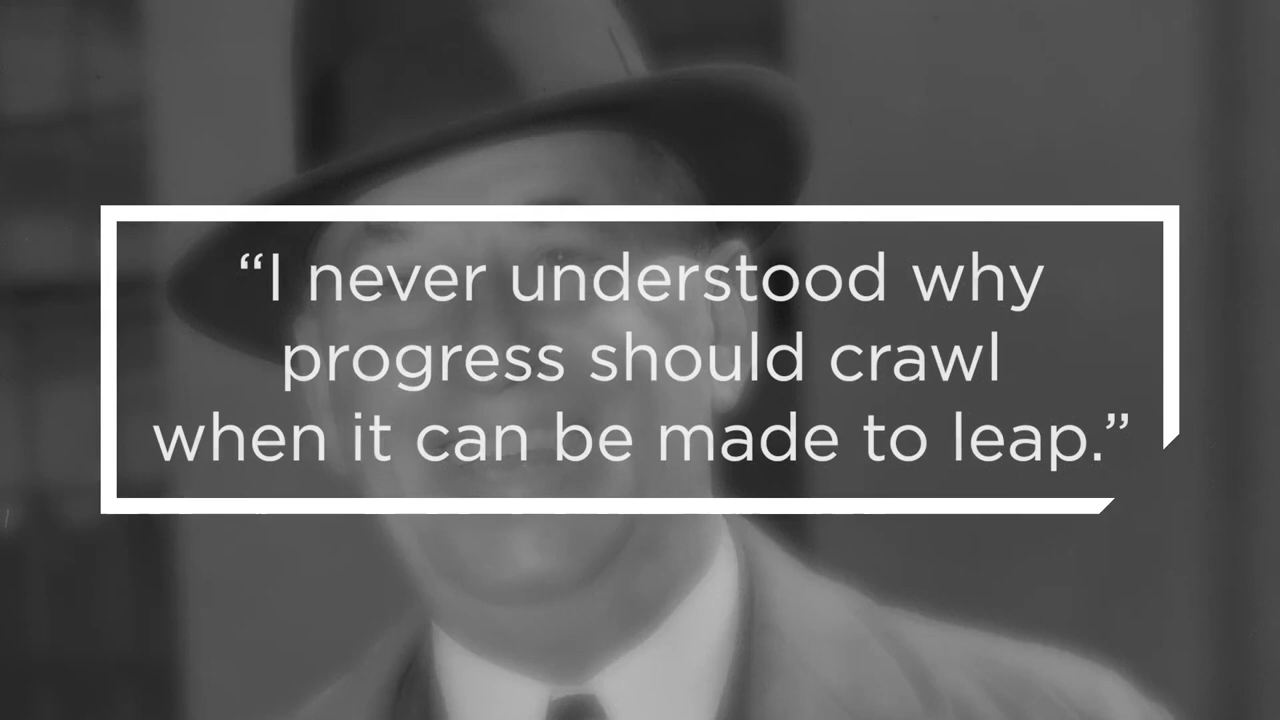 “I never understood why
progress should crawl
when it can be made to leap.”